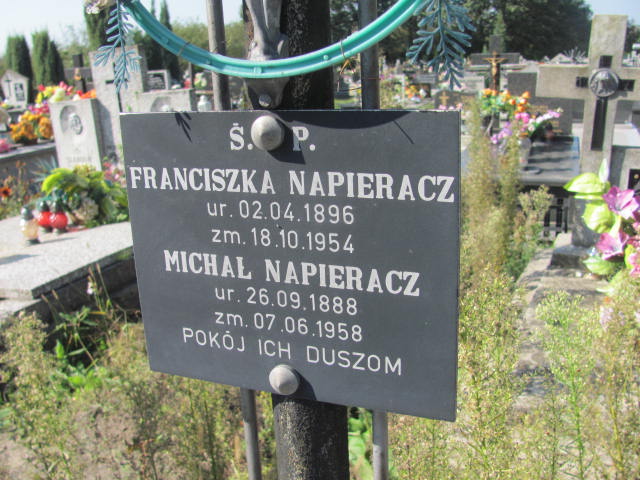 Ś. P.
FRANCISZKA NAPIERACZ
ur. 02.04.1896
zm. 18.10.1954
MICHAŁ NAPIERACZ
ur. 26.09.1888
zm. 07.06.1958
POKÓJ ICH DUSZOM